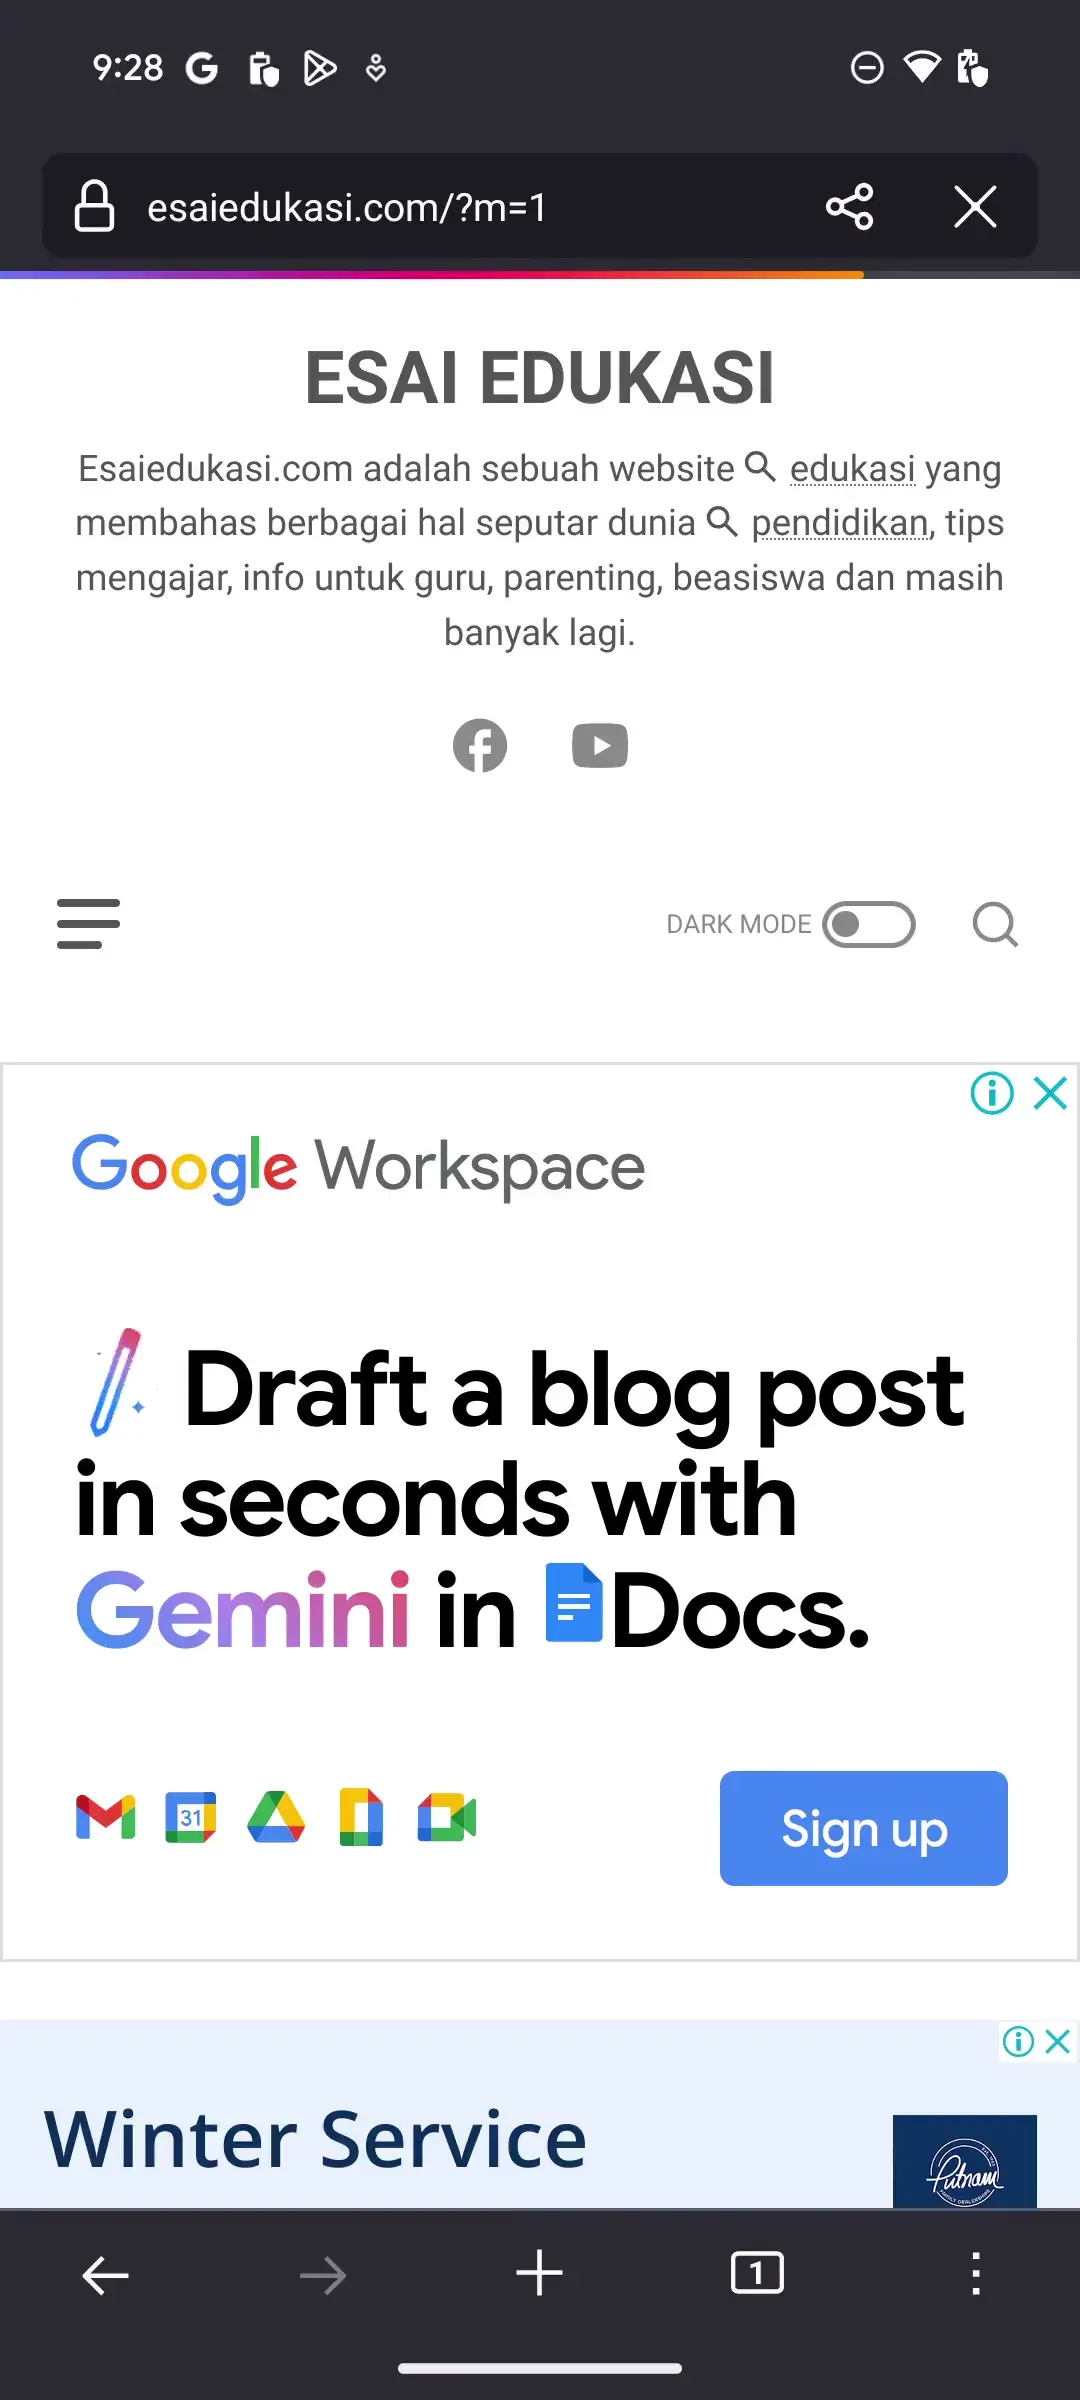 9:28
esaiedukasi.com/?m=1
ESAI EDUKASI
Esaiedukasi.com adalah sebuah website edukasi yang
membahas berbagai hal seputar dunia pendidikan, tips
mengajar, info untuk guru, parenting, beasiswa dan masih
banyak lagi.
DARK MODE
Google Workspace
Draft a blog post
in seconds with
Gemini in Docs.
31
Sign up
Winter Service
Putnam
1